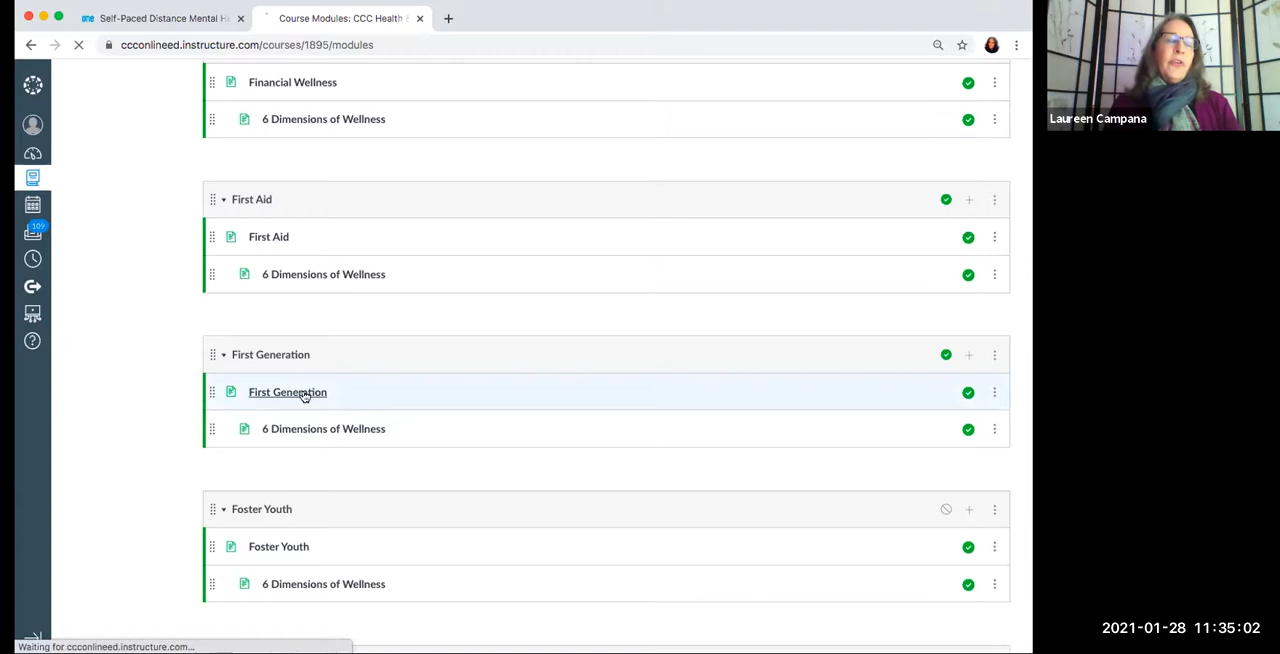 Self-Paced Distance Mental He
Course Modules: CCC Health &
ccconlineed.instructure.com/courses/1895/modules
Laureen Campana
Financial Wellness
6 Dimensions of Wellness
First Aid
First Aid
6 Dimensions of Wellness
109
First Generation
First Generation
6 Dimensions of Wellness
Foster Youth
Foster Youth
6 Dimensions of Wellness
2021-01-28 11:35:02
Waiting for ccconlineed.instructure.com...